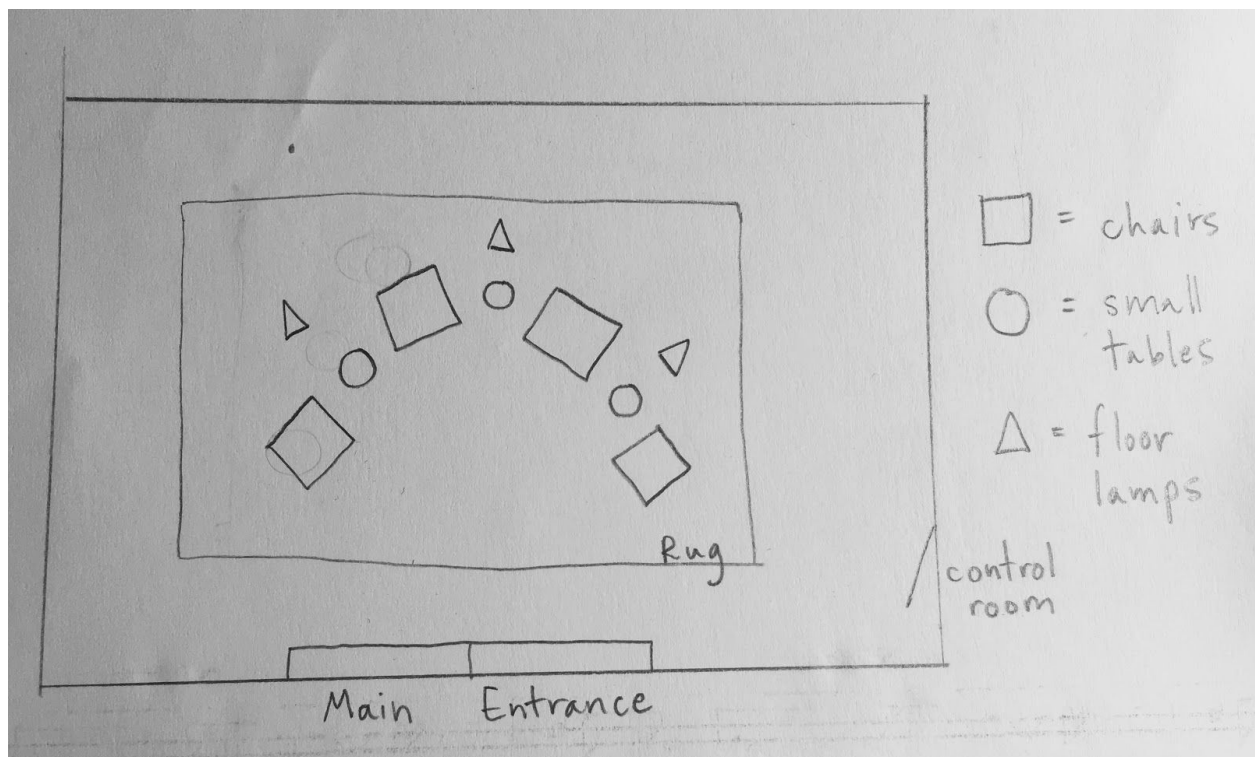 = chairs
= small
tables
= floor
lamps
Rug
control
room
Main Entrance